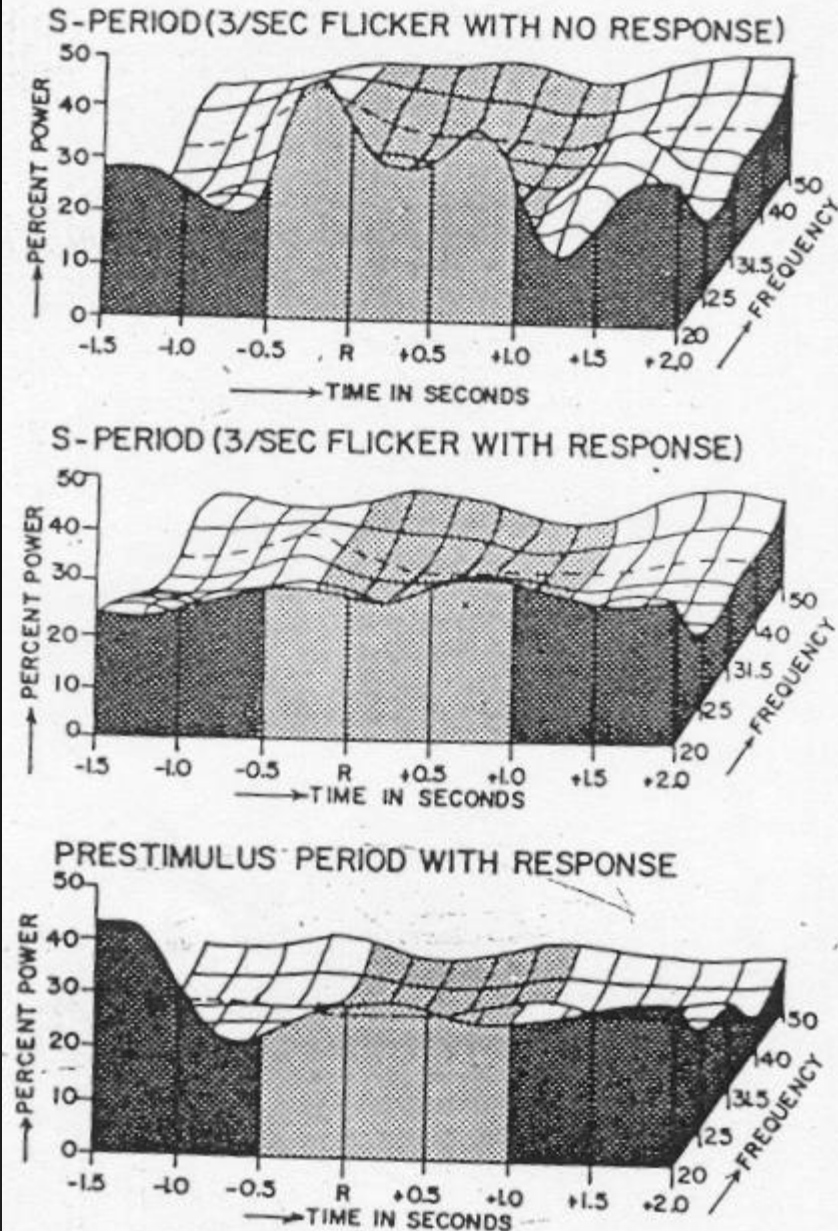 S-PERIOD (3/SEC FLICKER WITH NO RESPONSE)
50
40
30
20
10
0
PERCENT POWER
-1.5 -1.0 -0.5 R +0.5 +1.0 +1.5 +2.0
TIME IN SECONDS
20
25
31.5
40
50
FREQUENCY
S-PERIOD (3/SEC FLICKER WITH RESPONSE)
50
40
30
20
10
0
PERCENT POWER
-1.5 -1.0 -0.5 R +0.5 +1.0 +1.5 +2.0
TIME IN SECONDS
20
25
31.5
40
50
FREQUENCY
PRESTIMULUS PERIOD WITH RESPONSE
50
40
30
20
10
0
PERCENT POWER
-1.5 -1.0 -0.5 R +0.5 +1.0 +1.5 +2.0
TIME IN SECONDS
20
25
31.5
40
50
FREQUENCY